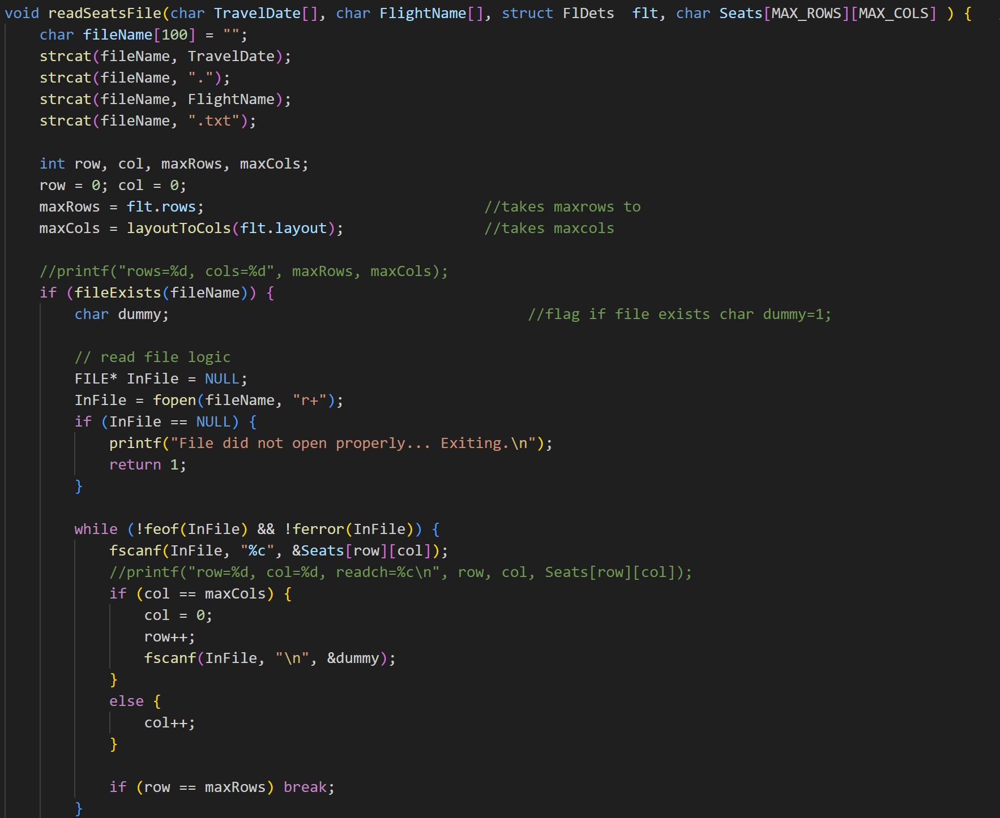 void readSeatsFile(char TravelDate[], char FlightName[], struct FlDets  flt, char Seats[MAX_ROWS][MAX_COLS] ) {
    char fileName[100] = "";
    strcat(fileName, TravelDate);
    strcat(fileName, ".");
    strcat(fileName, FlightName);
    strcat(fileName, ".txt");

    int row, col, maxRows, maxCols;
    row = 0; col = 0;
    maxRows = flt.rows;                                //takes maxrows to
    maxCols = layoutToCols(flt.layout);                //takes maxcols

    //printf("rows=%d, cols=%d", maxRows, maxCols);
    if (fileExists(fileName)) {
        char dummy;                                         //flag if file exists char dummy=1;

        // read file logic
        FILE* InFile = NULL;
        InFile = fopen(fileName, "r+");
        if (InFile == NULL) {
            printf("File did not open properly... Exiting.\n");
            return 1;
        }

        while (!feof(InFile) && !ferror(InFile)) {
            fscanf(InFile, "%c", &Seats[row][col]);
            //printf("row=%d, col=%d, readch=%c\n", row, col, Seats[row][col]);
            if (col == maxCols) {
                col = 0;
                row++;
                fscanf(InFile, "\n", &dummy);
            }
            else {
                col++;
            }

            if (row == maxRows) break;
        }